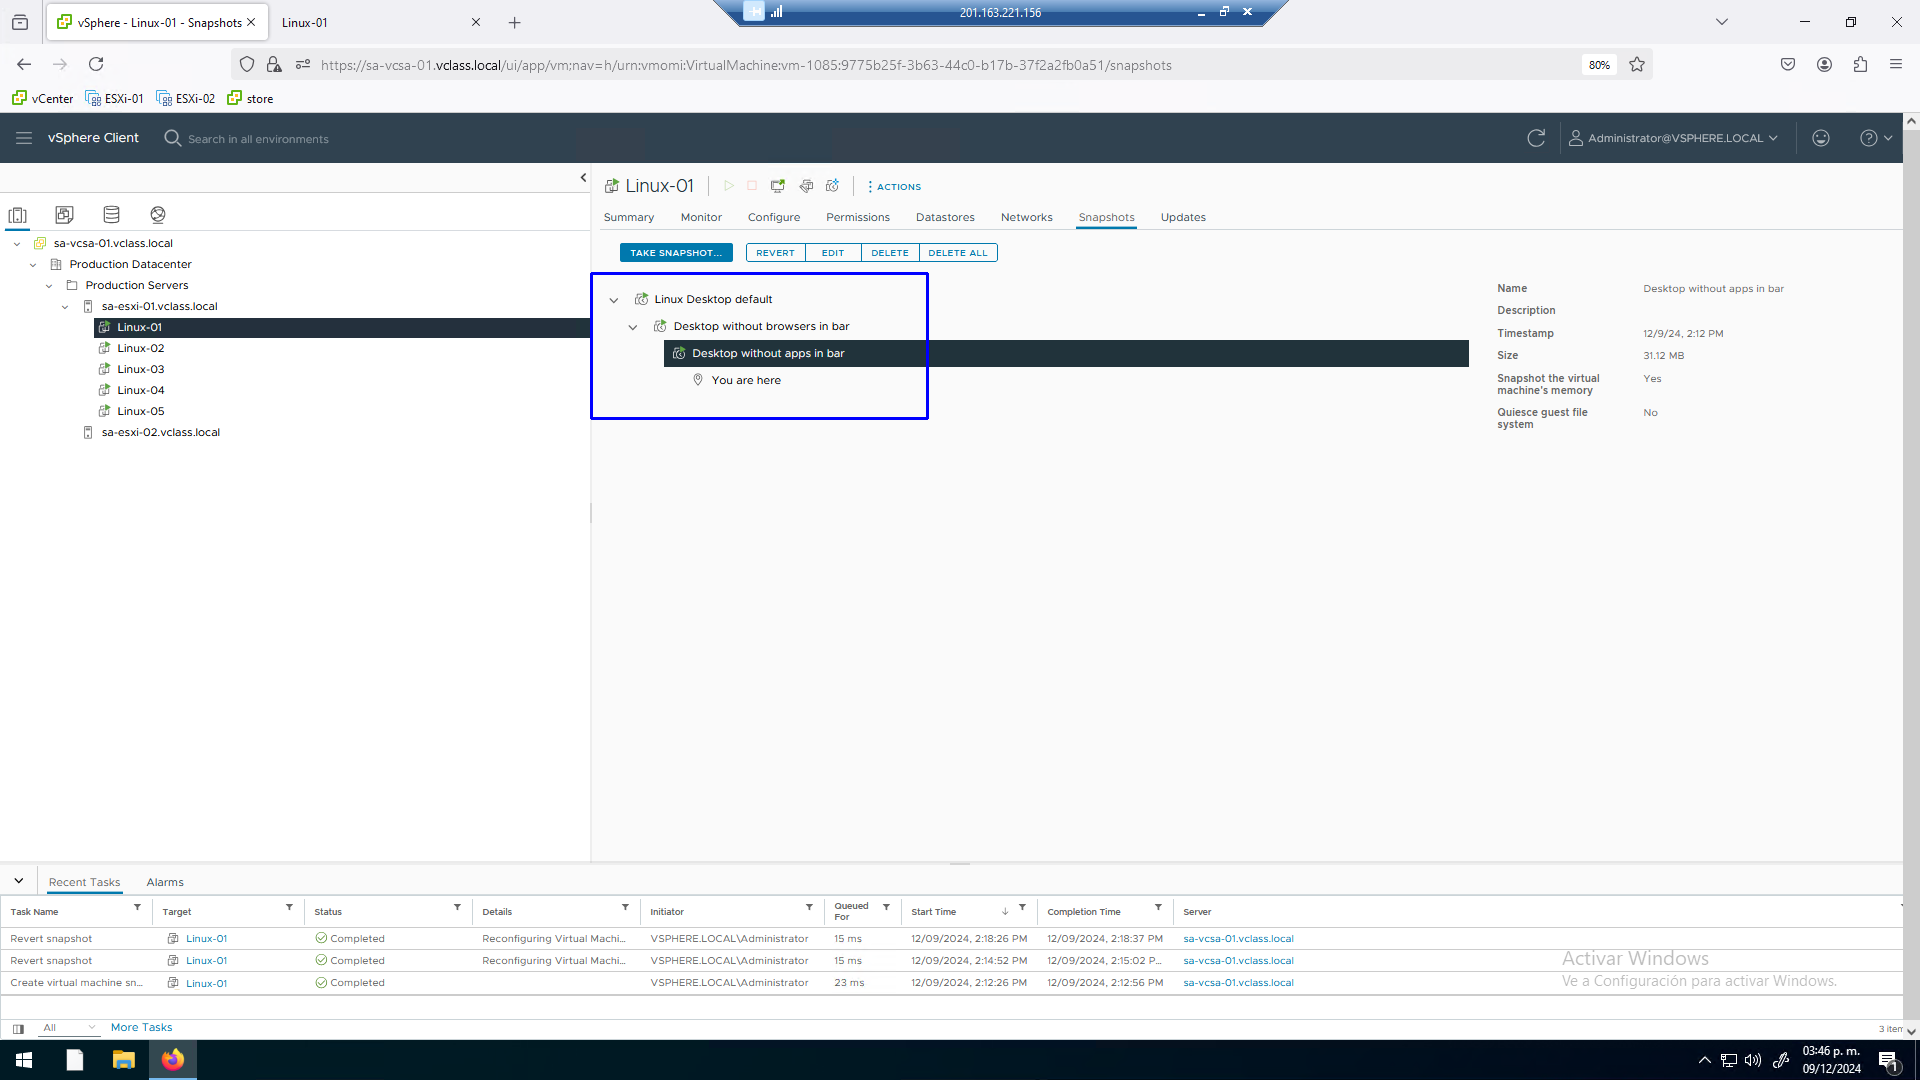 vSphere - Linux-01 - Snapshots
Linux-01
201.163.221.156
https://sa-vcsa-01.vclass.local/ui/app/vm;nav=h/urn:vmomi:VirtualMachine:vm-1085:9775b25f-3b63-44c0-b17b-37f2a2fb0a51/snapshots
80%
vCenter
ESXi-01
ESXi-02
store
vSphere Client
Search in all environments
Administrator@VSPHERE.LOCAL
Linux-01
ACTIONS
Summary
Monitor
Configure
Permissions
Datastores
Networks
Snapshots
Updates
sa-vcsa-01.vclass.local
Production Datacenter
Production Servers
sa-esxi-01.vclass.local
Linux-01
Linux-02
Linux-03
Linux-04
Linux-05
sa-esxi-02.vclass.local
TAKE SNAPSHOT...
REVERT
EDIT
DELETE
DELETE ALL
Linux Desktop default
Desktop without browsers in bar
Desktop without apps in bar
You are here
Name Desktop without apps in bar
Description
Timestamp 12/9/24, 2:12 PM
Size 31.12 MB
Snapshot the virtual machine's memory Yes
Quiesce guest file system No
Recent Tasks
Alarms
Task Name Target Status Details Initiator Queued For Start Time Completion Time Server
Revert snapshot Linux-01 Completed Reconfiguring Virtual Machi... VSPHERE.LOCAL\Administrator 15 ms 12/09/2024, 2:18:26 PM 12/09/2024, 2:18:37 PM sa-vcsa-01.vclass.local
Revert snapshot Linux-01 Completed Reconfiguring Virtual Machi... VSPHERE.LOCAL\Administrator 15 ms 12/09/2024, 2:14:52 PM 12/09/2024, 2:15:02 P... sa-vcsa-01.vclass.local
Create virtual machine sn... Linux-01 Completed VSPHERE.LOCAL\Administrator 23 ms 12/09/2024, 2:12:26 PM 12/09/2024, 2:12:56 PM sa-vcsa-01.vclass.local
Activar Windows
Ve a Configuración para activar Windows.
All
More Tasks
3 item
03:46 p. m.
09/12/2024
1